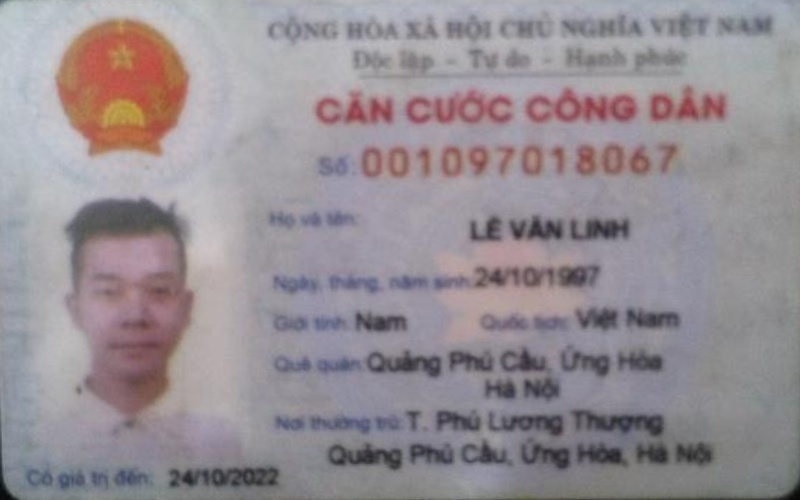 CỘNG HÒA XÃ HỘI CHỦ NGHĨA VIỆT NAM
Độc lập - Tự do - Hạnh phúc
CĂN CƯỚC CÔNG DÂN
Số: 001097018067
Họ và tên: LÊ VĂN LINH
Ngày, tháng, năm sinh: 24/10/1997
Giới tính: Nam Quốc tịch: Việt Nam
Quê quán: Quảng Phú Cầu, Ứng Hòa
Hà Nội
Nơi thường trú: T. Phú Lương Thượng
Quảng Phú Cầu, Ứng Hòa, Hà Nội
Có giá trị đến: 24/10/2022